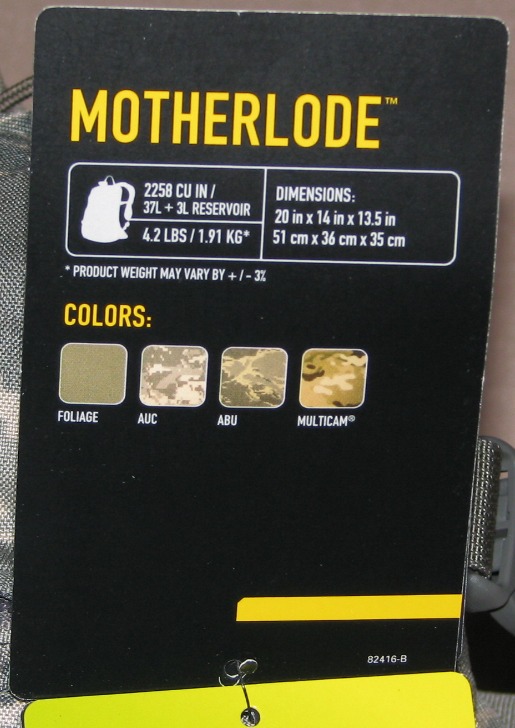 MOTHERLODE™
2258 CU IN /
37L + 3L RESERVOIR
4.2 LBS / 1.91 KG*
DIMENSIONS:
20 in x 14 in x 13.5 in
51 cm x 36 cm x 35 cm
* PRODUCT WEIGHT MAY VARY BY + / - 3%
COLORS:
FOLIAGE
AUC
ABU
MULTICAM®
82416-B